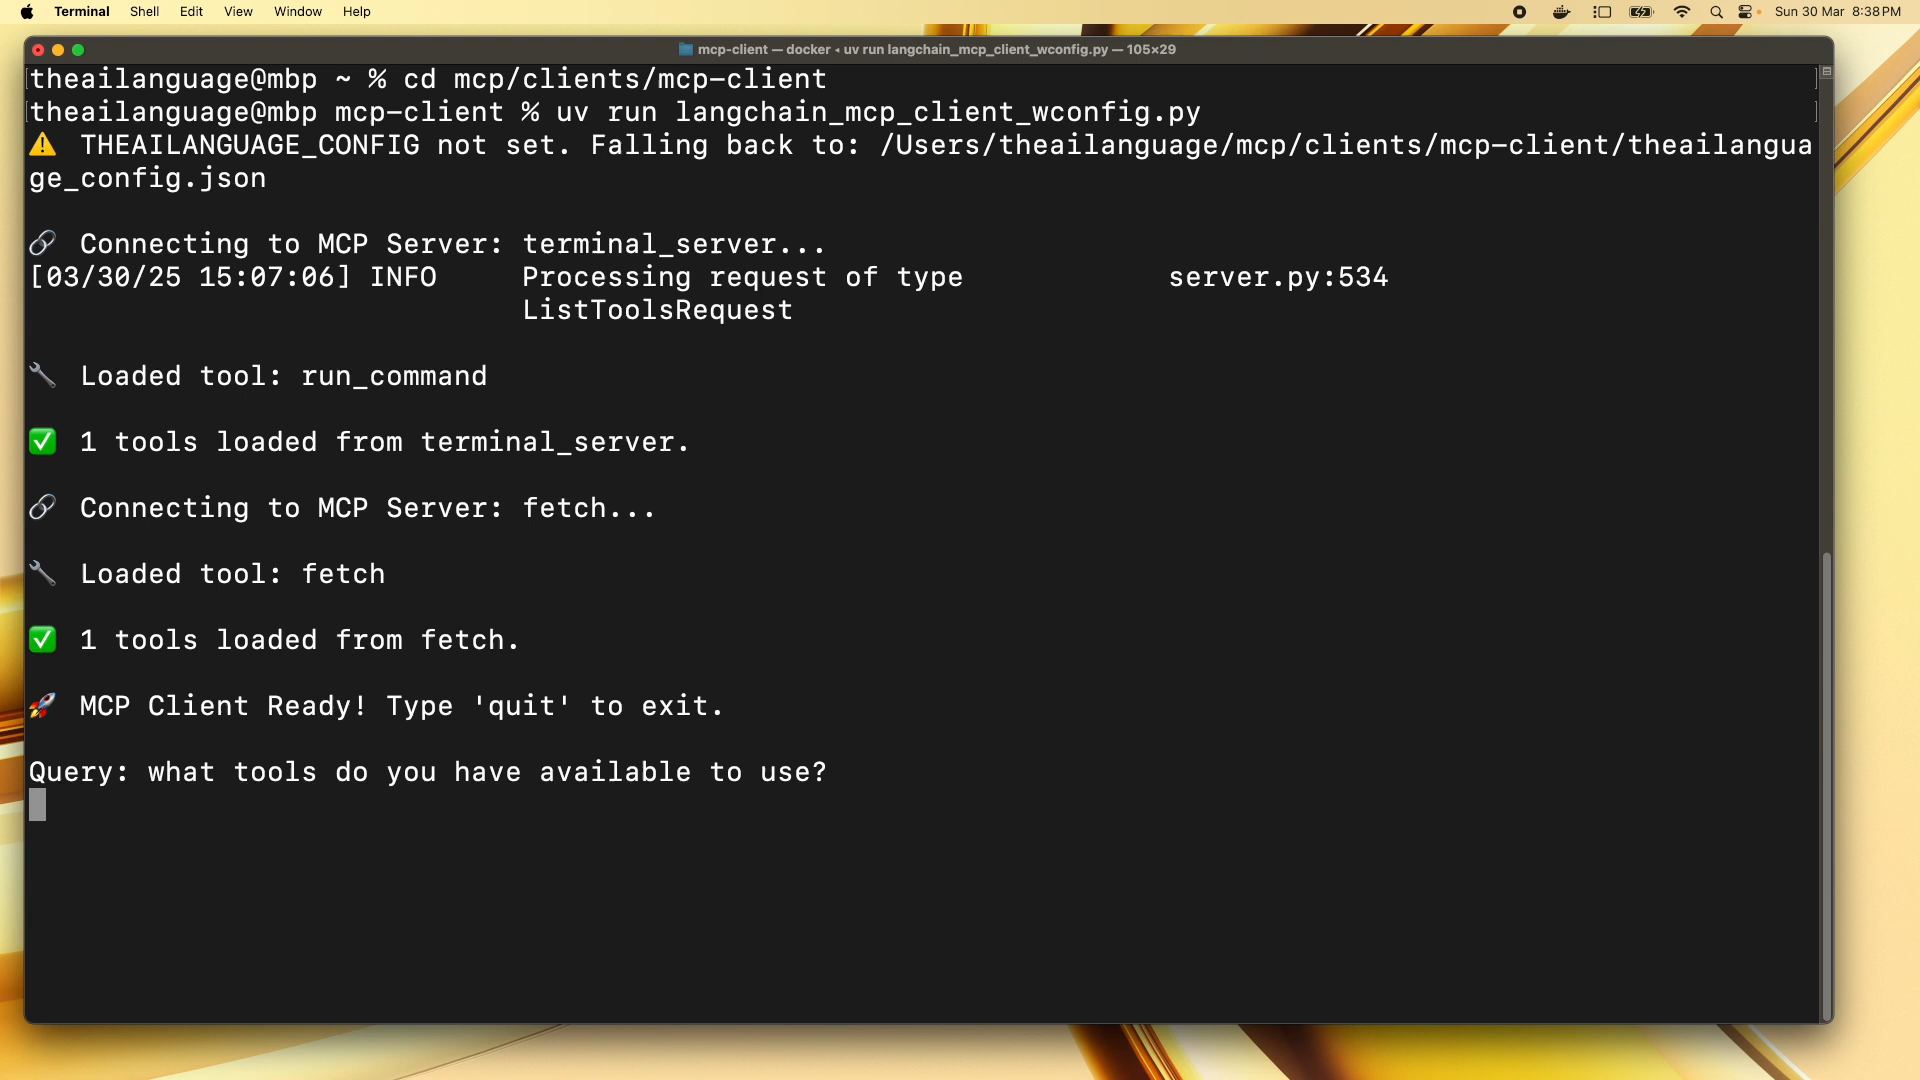 Terminal Shell Edit View Window Help Sun 30 Mar 8:38 PM
mcp-client — docker ◂ uv run langchain_mcp_client_wconfig.py — 105×29
theailanguage@mbp ~ % cd mcp/clients/mcp-client
theailanguage@mbp mcp-client % uv run langchain_mcp_client_wconfig.py
⚠️ THEAILANGUAGE_CONFIG not set. Falling back to: /Users/theailanguage/mcp/clients/mcp-client/theailangua
ge_config.json
🔗 Connecting to MCP Server: terminal_server...
[03/30/25 15:07:06] INFO Processing request of type server.py:534
ListToolsRequest
🔧 Loaded tool: run_command
✅ 1 tools loaded from terminal_server.
🔗 Connecting to MCP Server: fetch...
🔧 Loaded tool: fetch
✅ 1 tools loaded from fetch.
🚀 MCP Client Ready! Type 'quit' to exit.
Query: what tools do you have available to use?